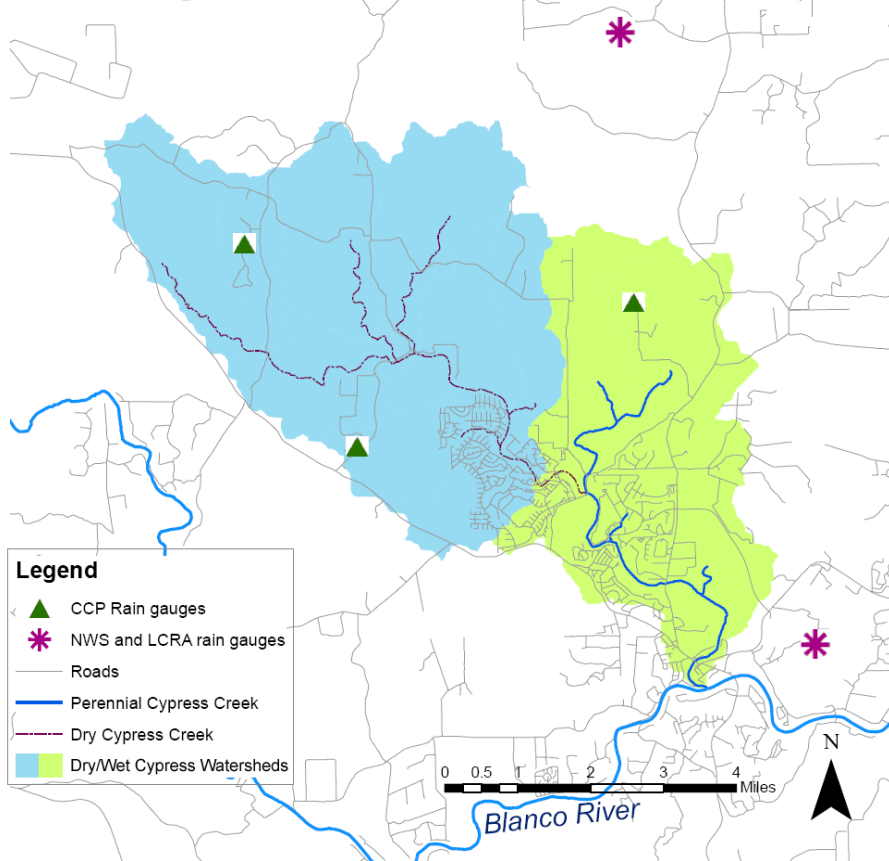 Legend
CCP Rain gauges
NWS and LCRA rain gauges
Roads
Perennial Cypress Creek
Dry Cypress Creek
Dry/Wet Cypress Watersheds
0 0.5 1 2 3 4
Miles
N
Blanco River